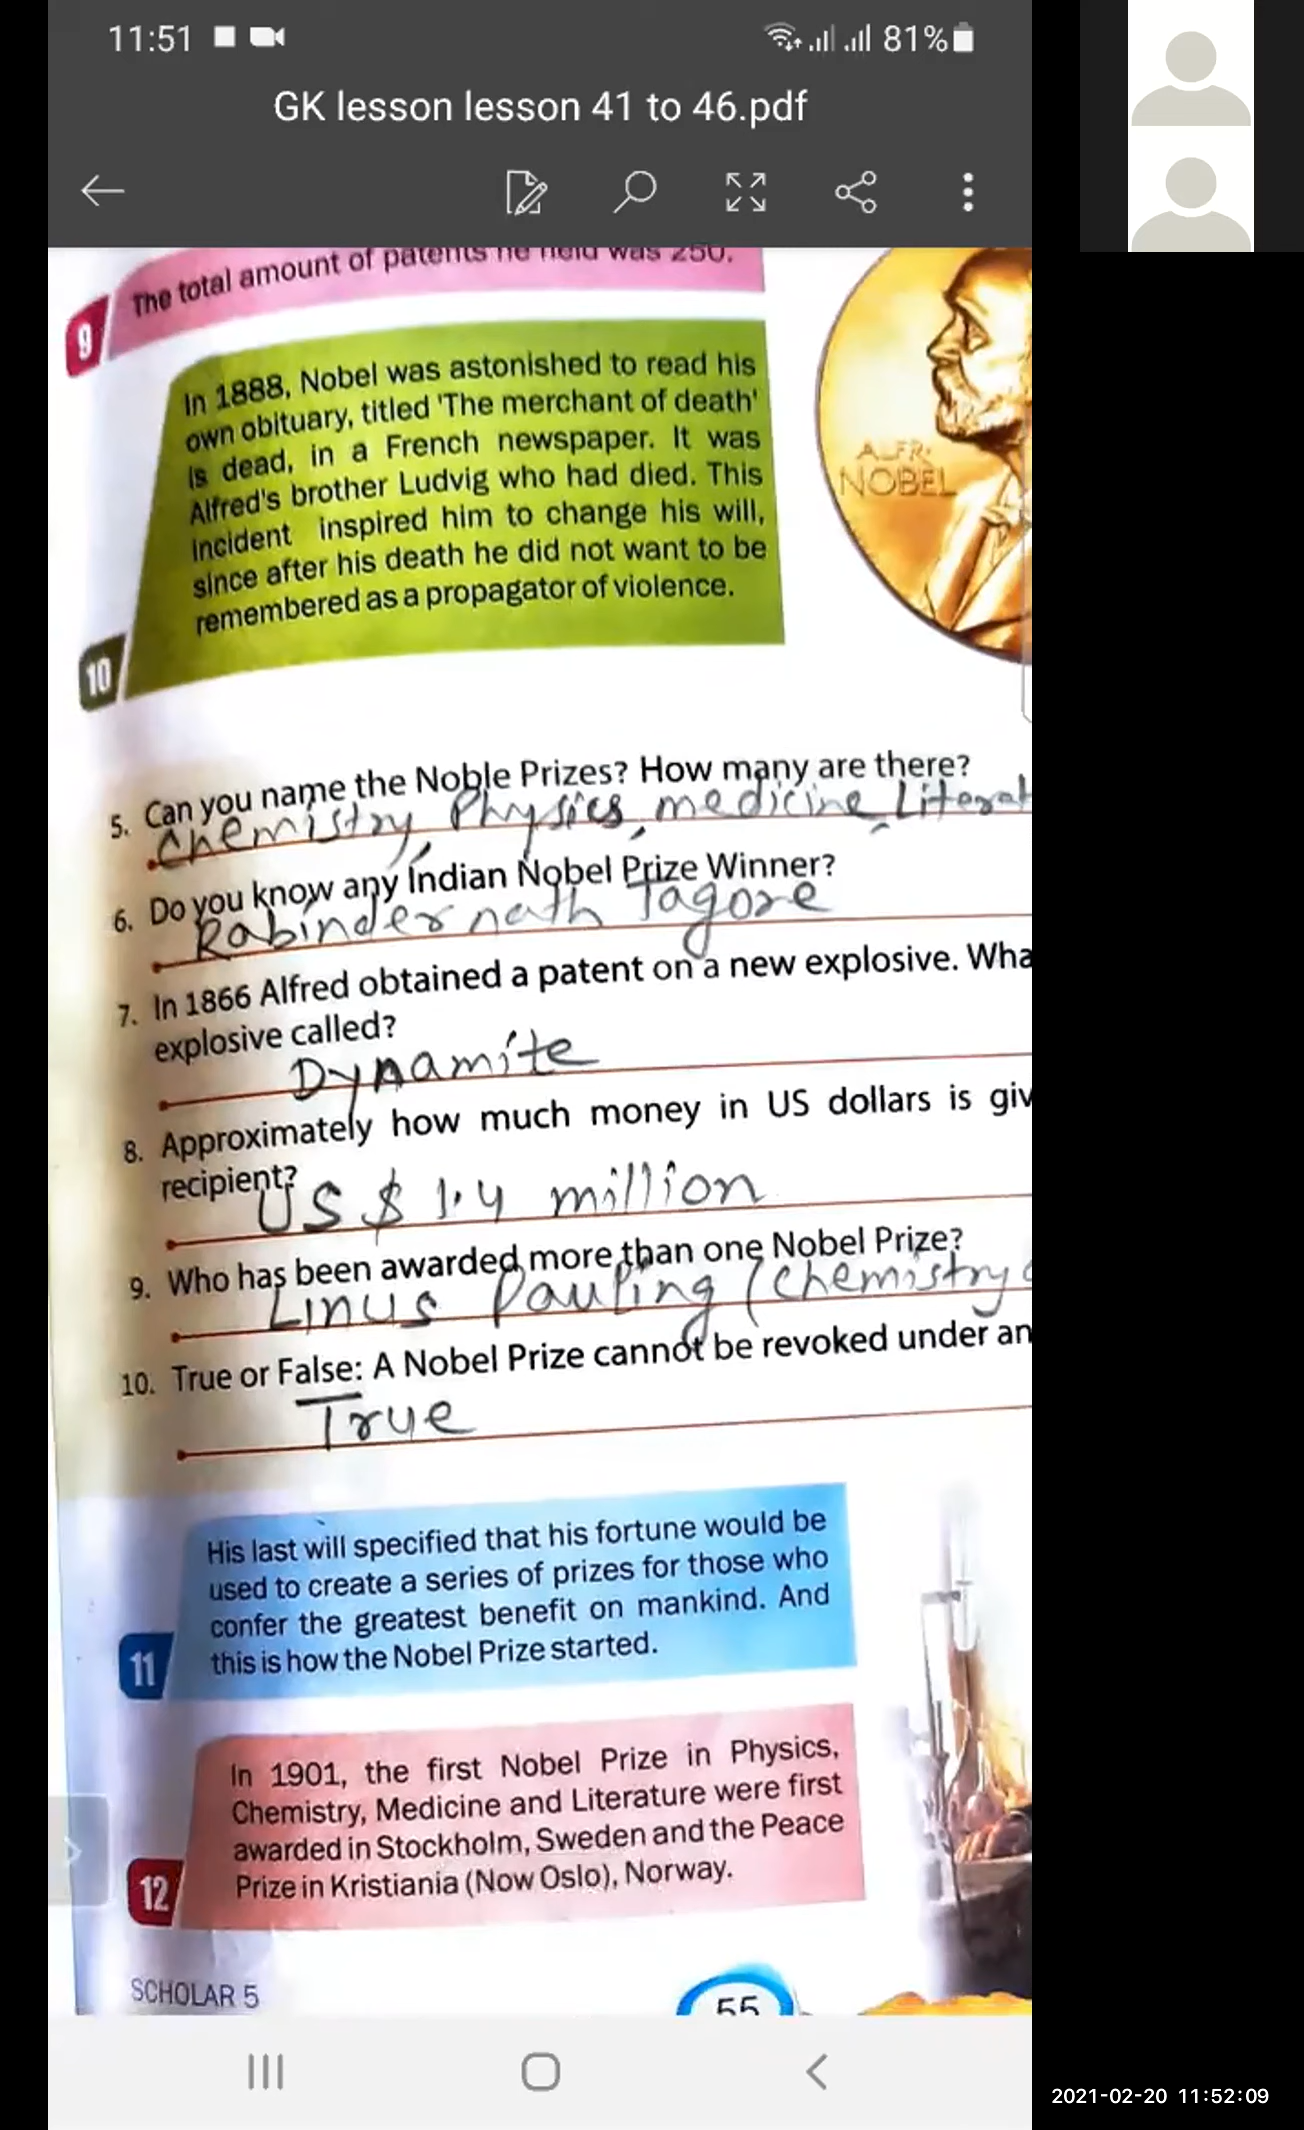 11:51
81%
GK lesson lesson 41 to 46.pdf
The total amount of patents he held was 250.
9
In 1888, Nobel was astonished to read his
own obituary, titled 'The merchant of death'
is dead, in a French newspaper. It was
Alfred's brother Ludvig who had died. This
incident inspired him to change his will,
since after his death he did not want to be
remembered as a propagator of violence.
10
ALFR.
NOBEL
5. Can you name the Noble Prizes? How many are there?
Chemistry, Physics, medicine, Literat
6. Do you know any Indian Nobel Prize Winner?
Rabindernath Tagore
7. In 1866 Alfred obtained a patent on a new explosive. Wha
explosive called?
Dynamite
8. Approximately how much money in US dollars is giv
recipient?
US $ 1.4 million
9. Who has been awarded more than one Nobel Prize?
Linus Pauling (Chemistry
10. True or False: A Nobel Prize cannot be revoked under an
True
His last will specified that his fortune would be
used to create a series of prizes for those who
confer the greatest benefit on mankind. And
this is how the Nobel Prize started.
11
In 1901, the first Nobel Prize in Physics,
Chemistry, Medicine and Literature were first
awarded in Stockholm, Sweden and the Peace
Prize in Kristiania (Now Oslo), Norway.
12
SCHOLAR 5
55
2021-02-20 11:52:09